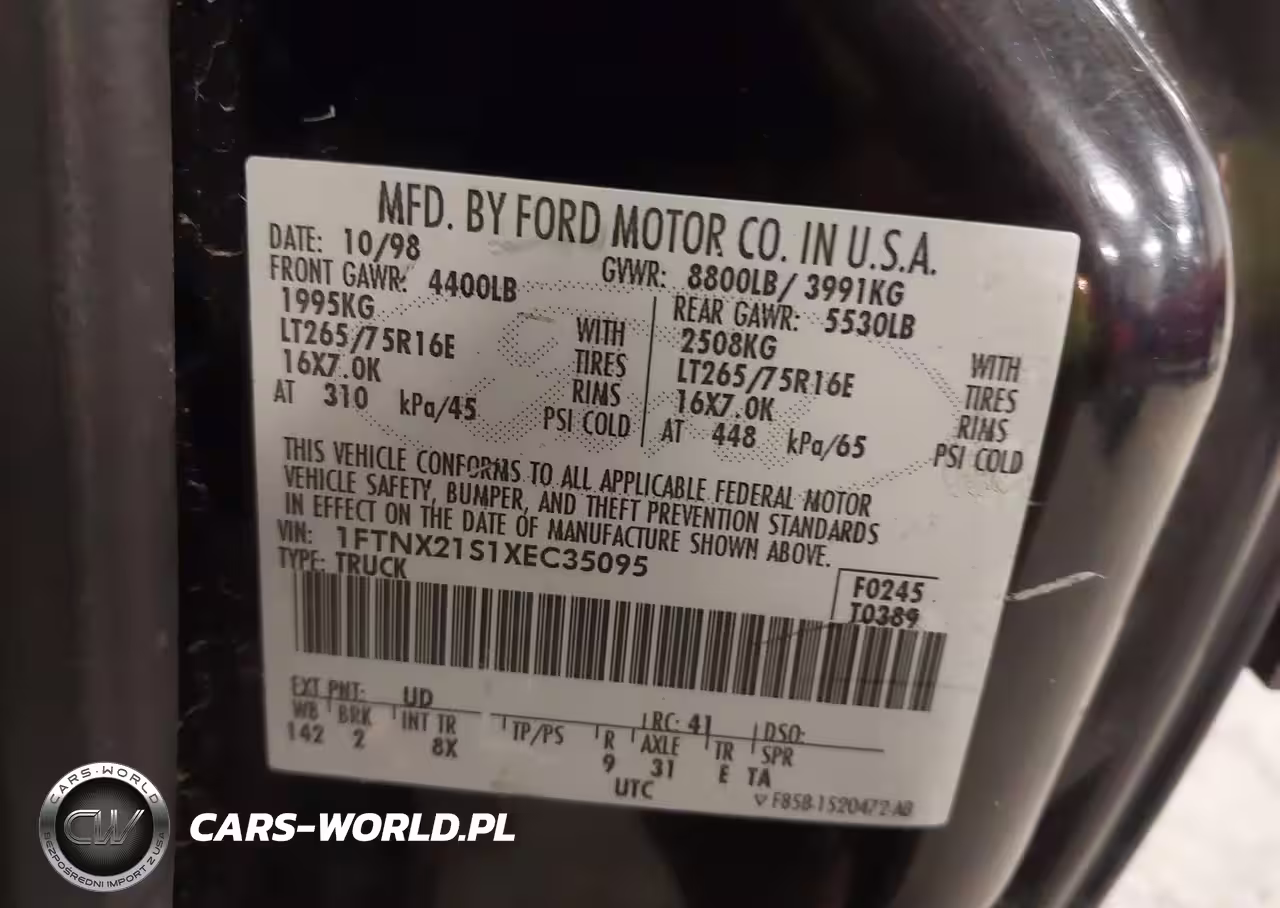 MFD. BY FORD MOTOR CO. IN U.S.A.
DATE: 10/98 GVWR: 8800LB/ 3991KG
FRONT GAWR: 4400LB
1995KG WITH
LT265/75R16E TIRES
16X7.0K RIMS
AT 310 kPa/45 PSI COLD
REAR GAWR: 5530LB
2508KG WITH
LT265/75R16E TIRES
16X7.0K RIMS
AT 448 kPa/65 PSI COLD
THIS VEHICLE CONFORMS TO ALL APPLICABLE FEDERAL MOTOR
VEHICLE SAFETY, BUMPER, AND THEFT PREVENTION STANDARDS
IN EFFECT ON THE DATE OF MANUFACTURE SHOWN ABOVE.
VIN: 1FTNX21S1XEC35095
TYPE: TRUCK
F0245
T0389
EXT PNT: UD RC: 41 DSO:
WB BRK INT TR TP/PS R AXLE TR SPR
142 2 8X 9 31 E TA
UTC
F85B-1520472-AB
CARS-WORLD
CW
BEZPOŚREDNI IMPORT Z USA
CARS-WORLD.PL